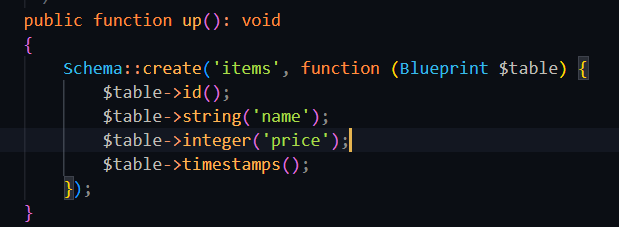 public function up(): void
{
    Schema::create('items', function (Blueprint $table) {
        $table->id();
        $table->string('name');
        $table->integer('price');
        $table->timestamps();
    });
}